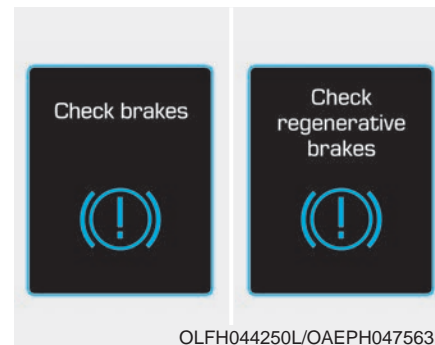 Check brakes
Check
regenerative
brakes
OLFH044250L/OAEPH047563